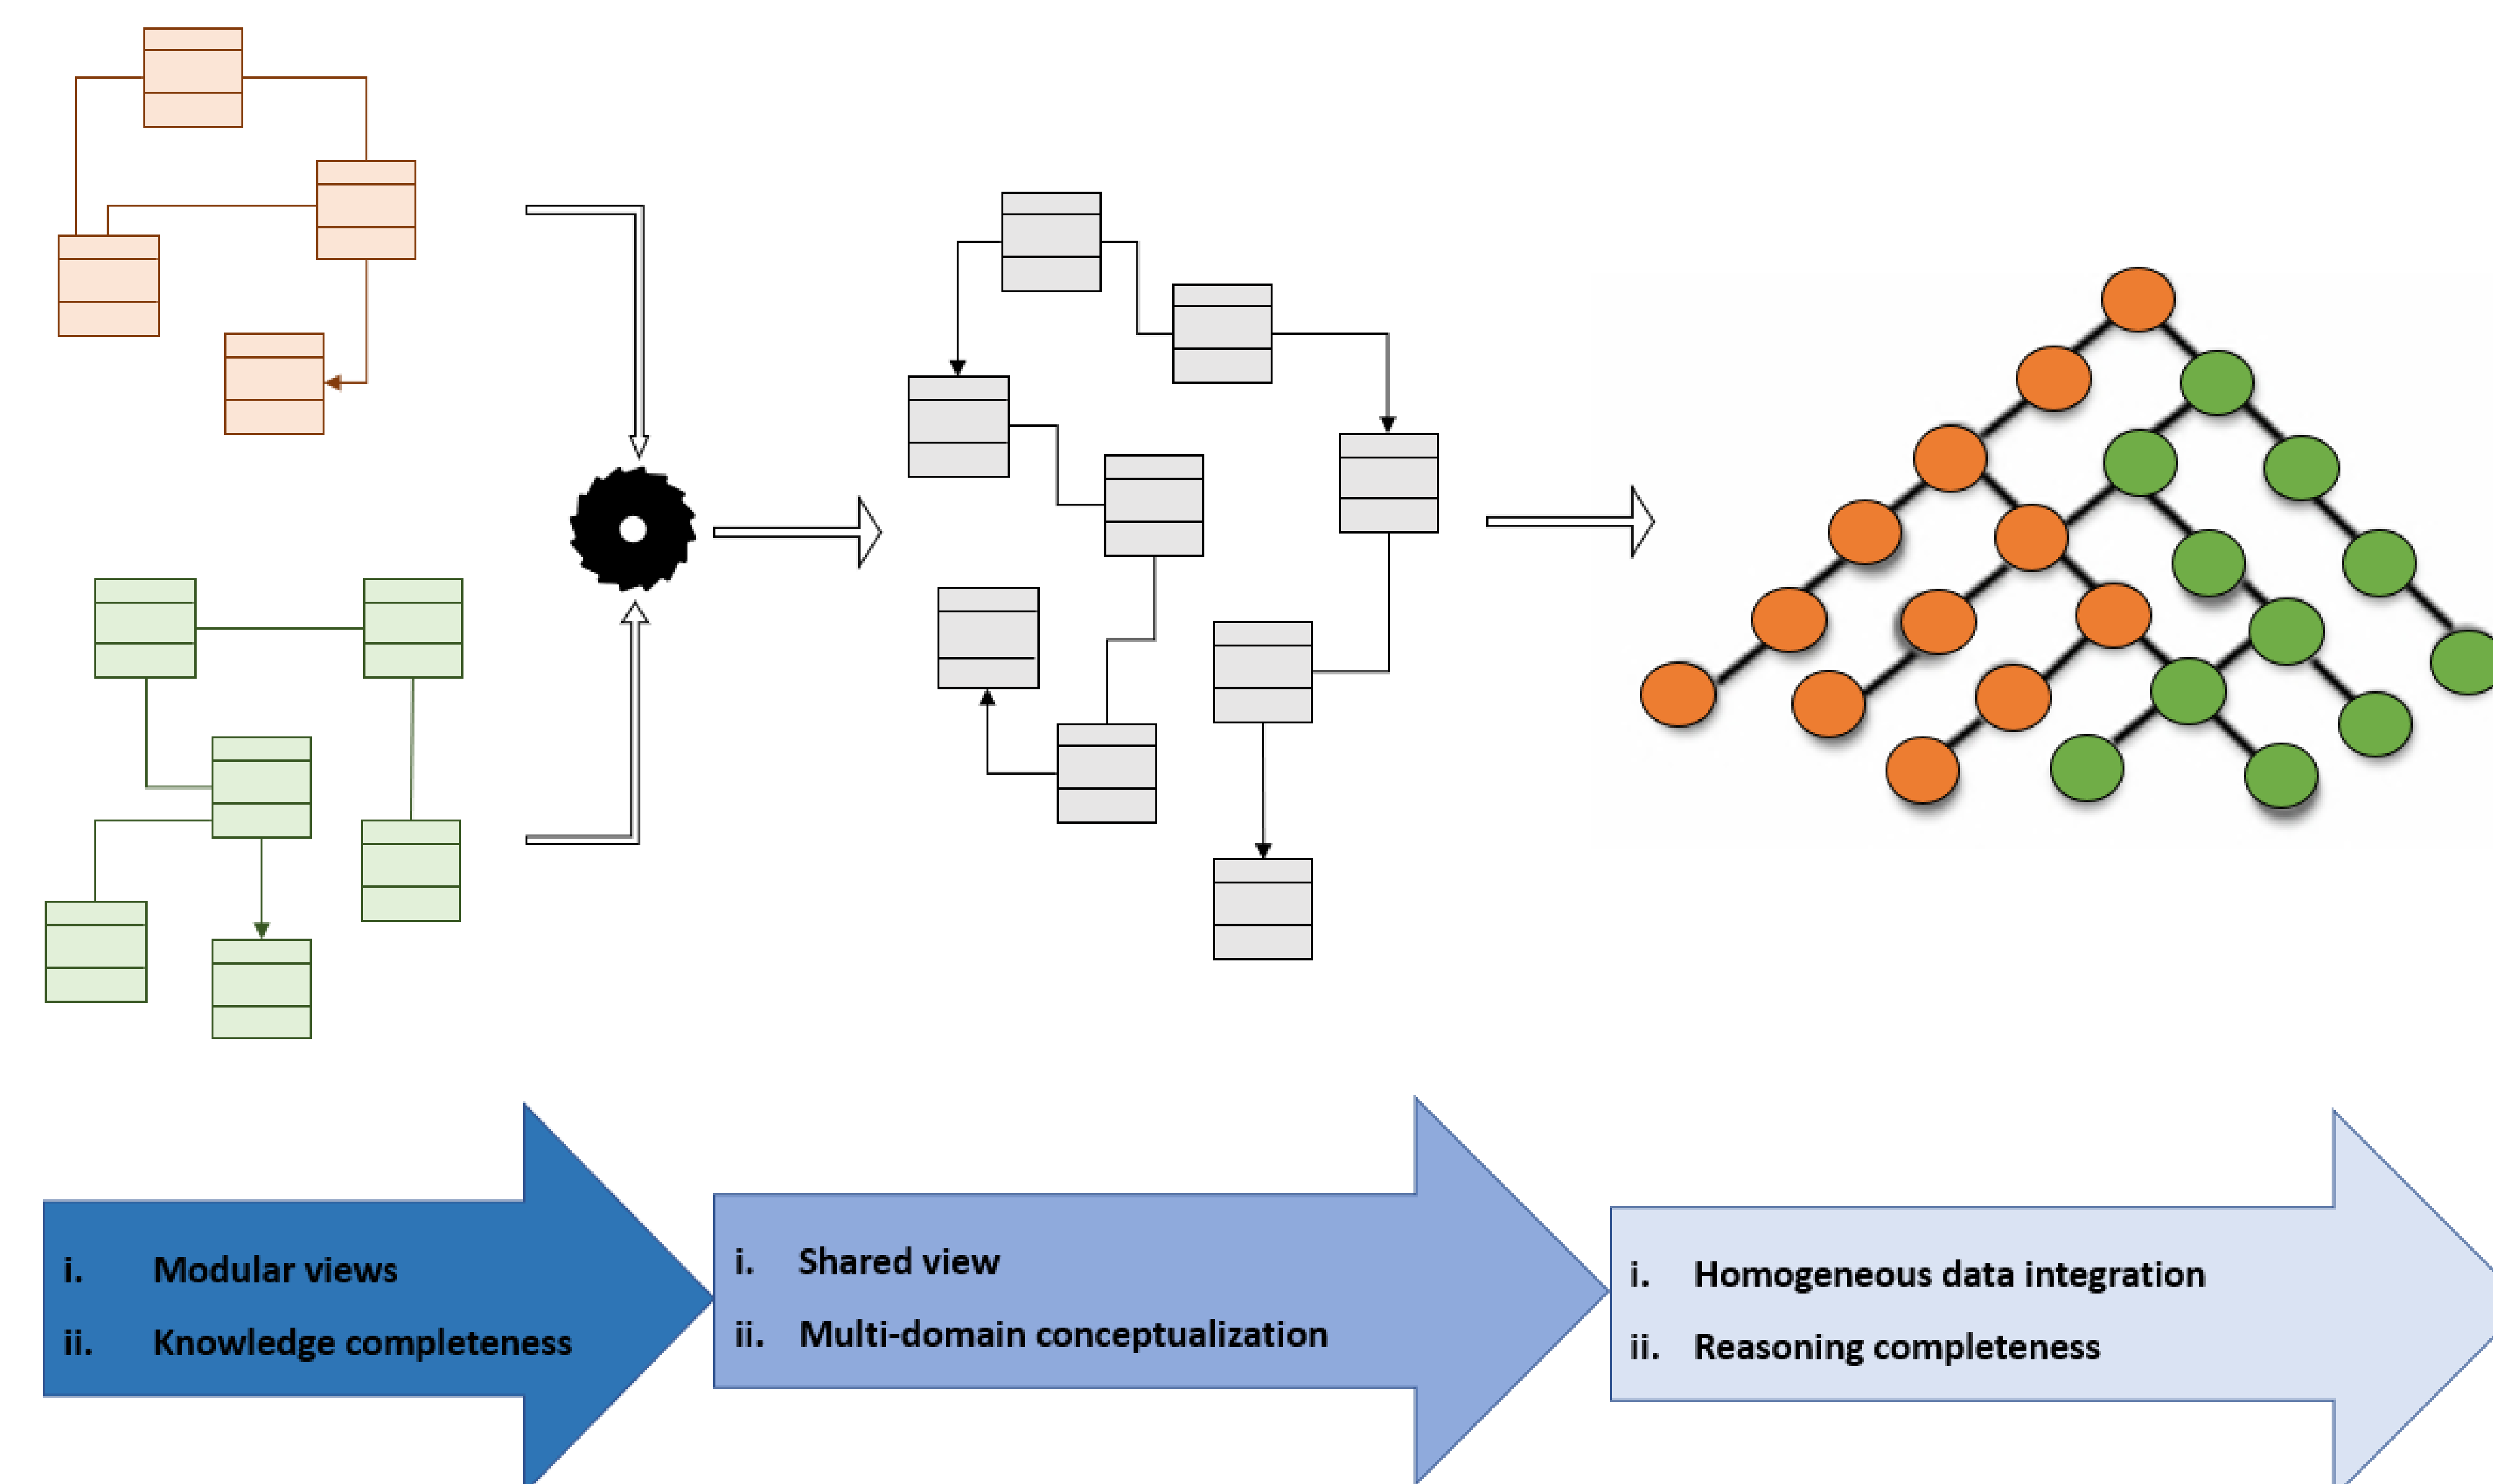 i. Modular views
ii. Knowledge completeness
i. Shared view
ii. Multi-domain conceptualization
i. Homogeneous data integration
ii. Reasoning completeness